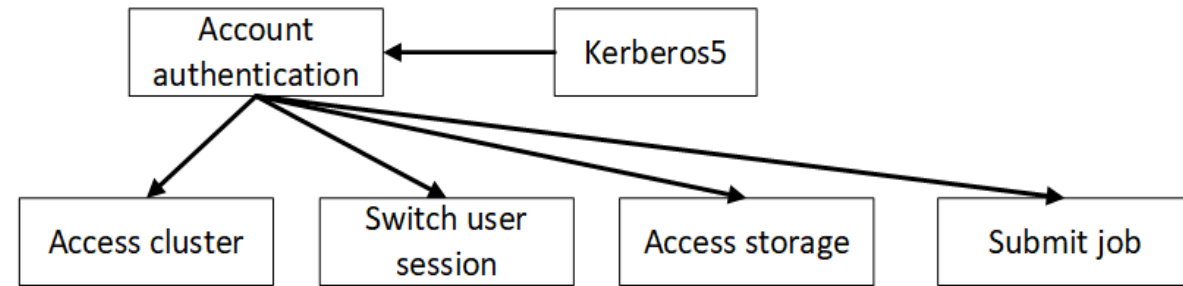 Account
authentication
Kerberos5
Access cluster
Switch user
session
Access storage
Submit job